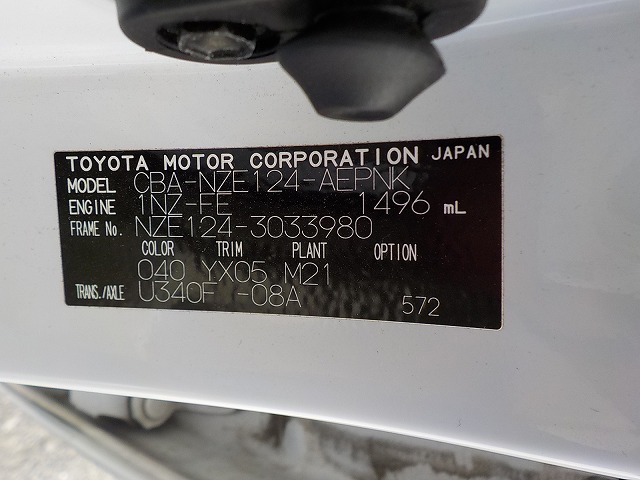 TOYOTA MOTOR CORPORATION JAPAN
MODEL CBA-NZE124-AEPNK
ENGINE 1NZ-FE 1496 mL
FRAME No. NZE124-3033980
COLOR TRIM PLANT OPTION
040 YX05 M21
TRANS./AXLE U340F -08A 572